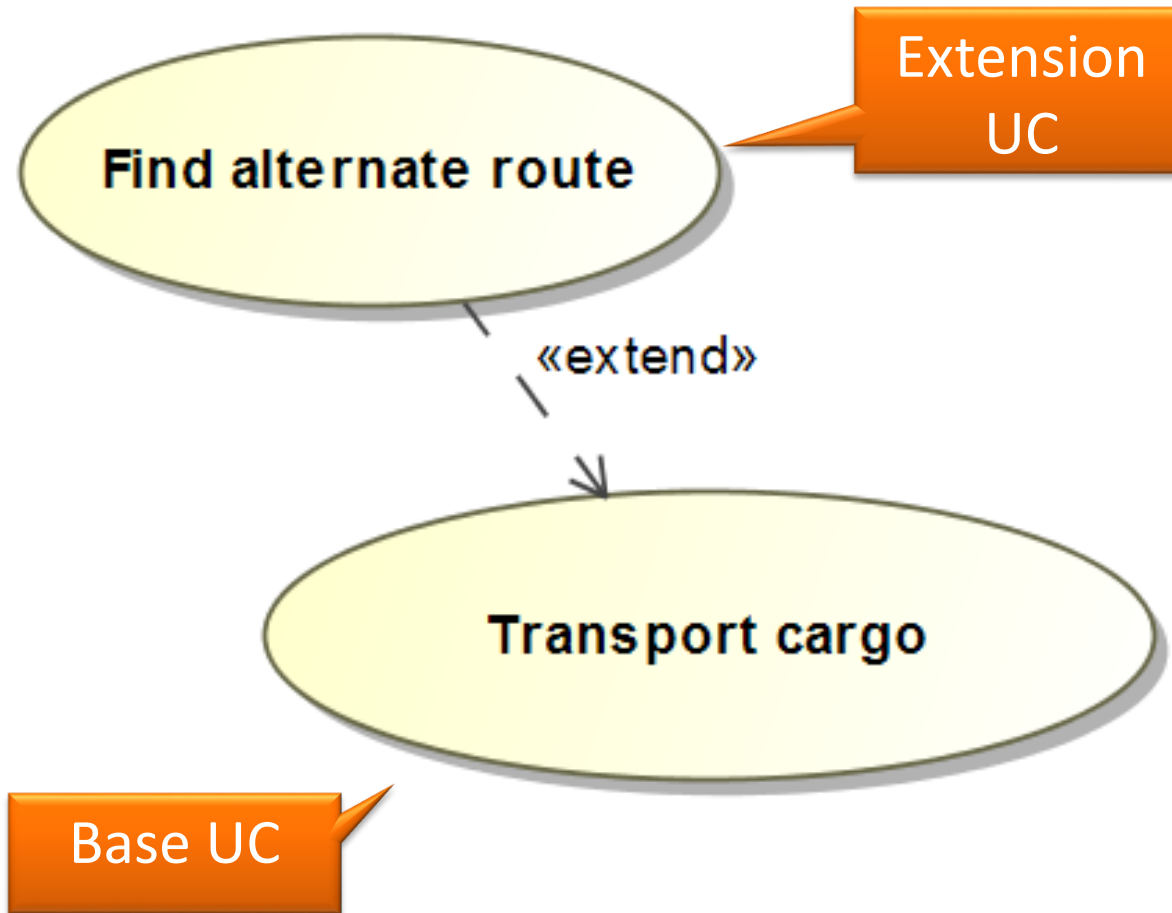 Extension
UC
Find alternate route
«extend»
Transport cargo
Base UC